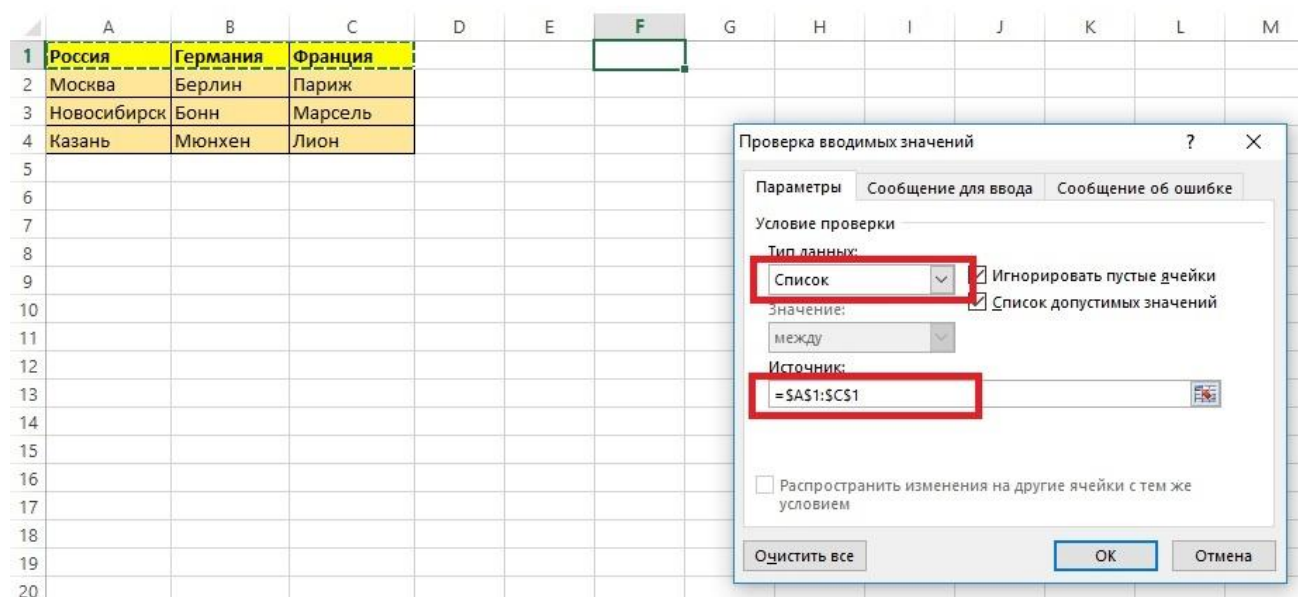 A B C D E F G H I J K L M
1 Россия Германия Франция
2 Москва Берлин Париж
3 Новосибирск Бонн Марсель
4 Казань Мюнхен Лион
5
6
7
8
9
10
11
12
13
14
15
16
17
18
19
20
Проверка вводимых значений ? ×
Параметры Сообщение для ввода Сообщение об ошибке
Условие проверки
Тип данных:
Список Игнорировать пустые ячейки
Значение: Список допустимых значений
между
Источник:
=$A$1:$C$1
Распространить изменения на другие ячейки с тем же
условием
Очистить все ОК Отмена